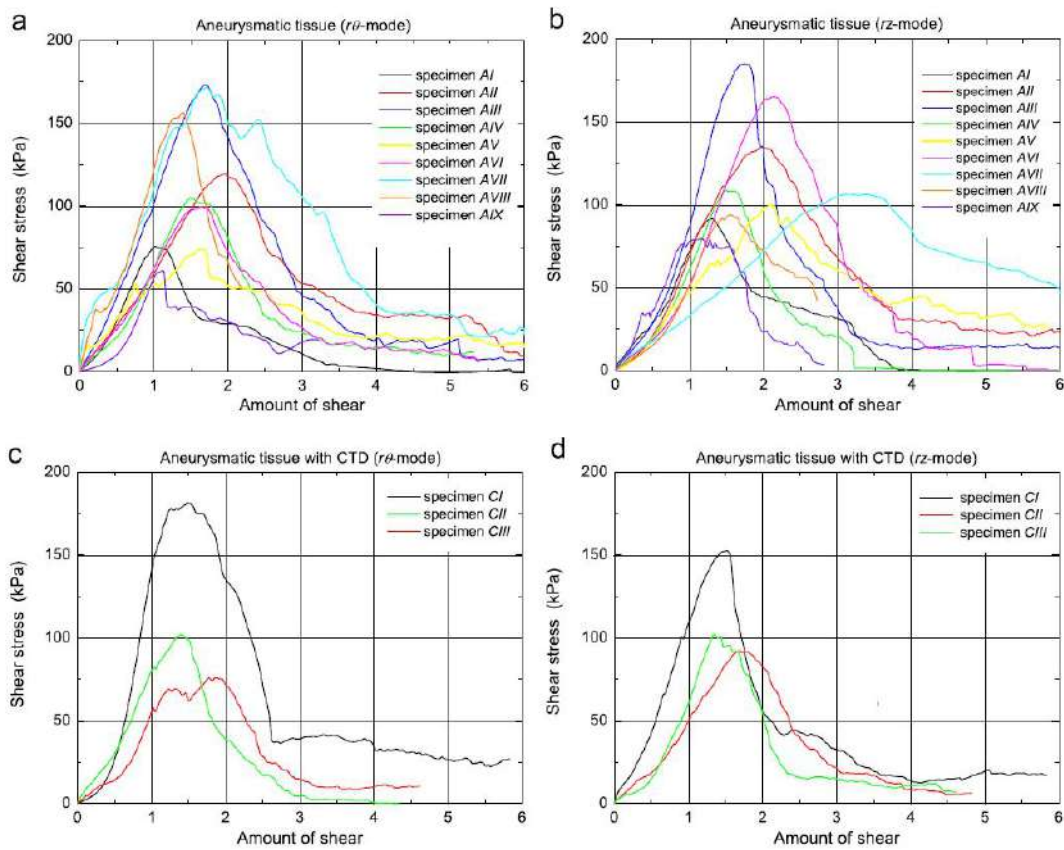 a
Aneurysmatic tissue (rθ-mode)
200
150
100
50
0
Shear stress (kPa)
specimen AI
specimen AII
specimen AIII
specimen AIV
specimen AV
specimen AVI
specimen AVII
specimen AVIII
specimen AIX
0 1 2 3 4 5 6
Amount of shear
b
Aneurysmatic tissue (rz-mode)
200
150
100
50
0
Shear stress (kPa)
specimen AI
specimen AII
specimen AIII
specimen AIV
specimen AV
specimen AVI
specimen AVII
specimen AVIII
specimen AIX
0 1 2 3 4 5 6
Amount of shear
c
Aneurysmatic tissue with CTD (rθ-mode)
200
150
100
50
0
Shear stress (kPa)
specimen CI
specimen CII
specimen CIII
0 1 2 3 4 5 6
Amount of shear
d
Aneurysmatic tissue with CTD (rz-mode)
200
150
100
50
0
Shear stress (kPa)
specimen CI
specimen CII
specimen CIII
0 1 2 3 4 5 6
Amount of shear